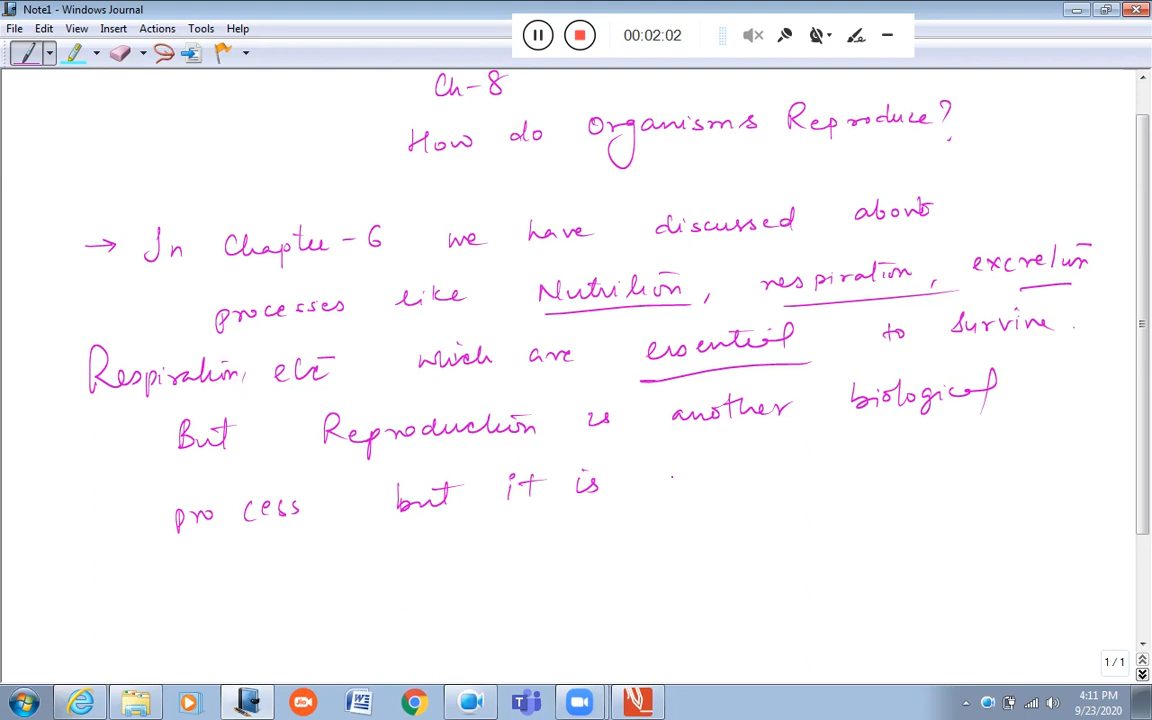 Note1 - Windows Journal
File Edit View Insert Actions Tools Help
00:02:02
Ch-8
How do Organisms Reproduce?
→ In Chapter-6 we have discussed about
processes like Nutrition, respiration, excretion
Respiration, etc which are essential to survive.
But Reproduction is another biological
process but it is
1 / 1
4:11 PM
9/23/2020